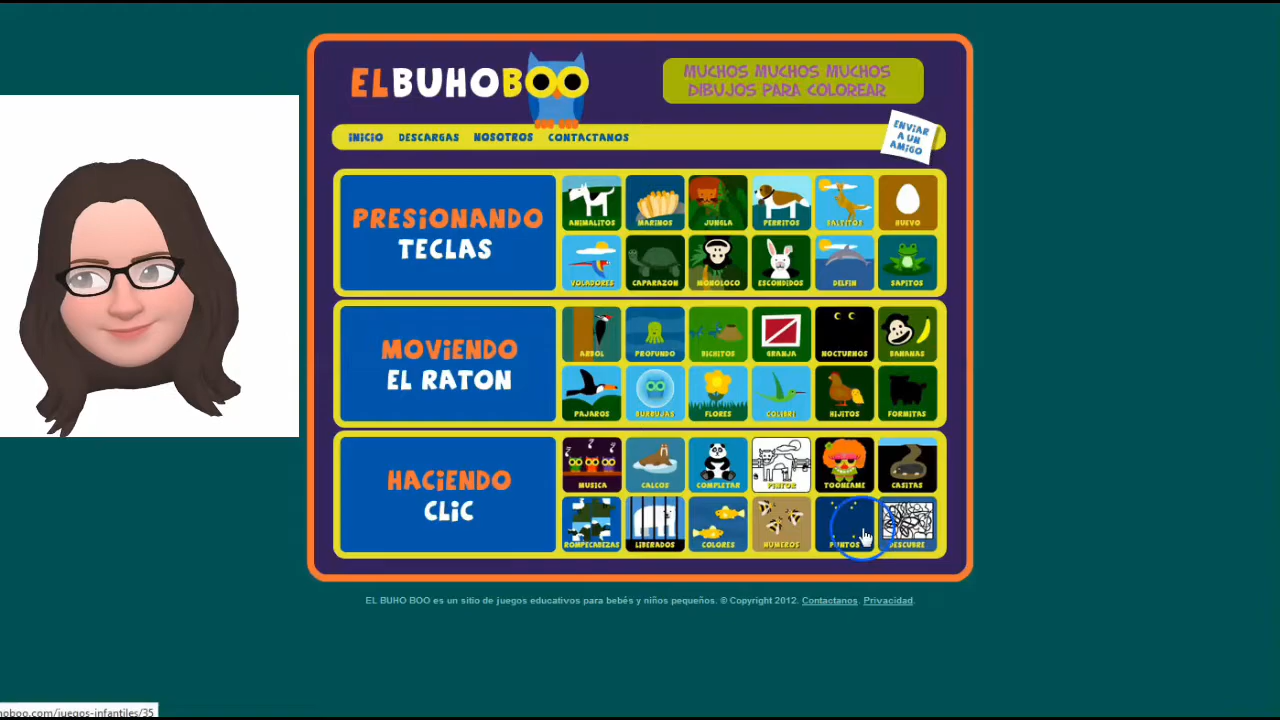 ELBUHOBOO
MUCHOS MUCHOS MUCHOS
DIBUJOS PARA COLOREAR
INICIO DESCARGAS NOSOTROS CONTACTANOS
ENVIAR
A UN
AMIGO
PRESIONANDO
TECLAS
ANIMALITOS MARINOS JUNGLA PERRITOS SALTITOS HUEVO
VOLADORES CAPARAZON MONOLOCO ESCONDIDOS DELFIN SAPITOS
MOVIENDO
EL RATON
ARBOL PROFUNDO BICHITOS GRANJA NOCTURNOS BANANAS
PAJAROS BURBUJAS FLORES COLIBRI HIJITOS FORMITAS
HACIENDO
CLIC
MUSICA CALCOS COMPLETAR PINTOR TOONEAME CASITAS
ROMPECABEZAS LIBERADOS COLORES NUMEROS PUNTOS DESCUBRE
EL BUHO BOO es un sitio de juegos educativos para bebés y niños pequeños. © Copyright 2012. Contactanos. Privacidad.
hoboo.com/juegos-infantiles/35